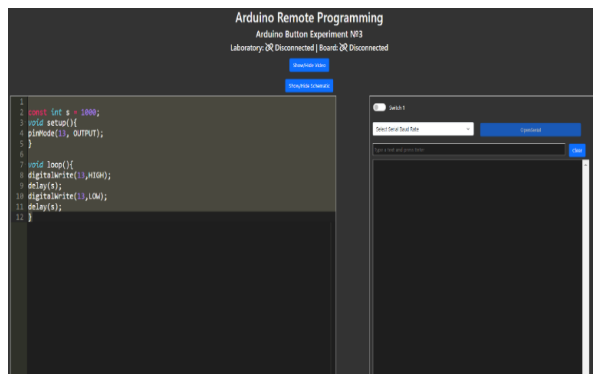 Arduino Remote Programming
Arduino Button Experiment №3
Laboratory: Disconnected | Board: Disconnected
Show/Hide Video
Show/Hide Schematic
1
2 const int s = 1000;
3 void setup(){
4 pinMode(13, OUTPUT);
5 }
6
7 void loop(){
8 digitalWrite(13,HIGH);
9 delay(s);
10 digitalWrite(13,LOW);
11 delay(s);
12 }
Switch 1
Select Serial Baud Rate
Type a text and press Enter
Clear